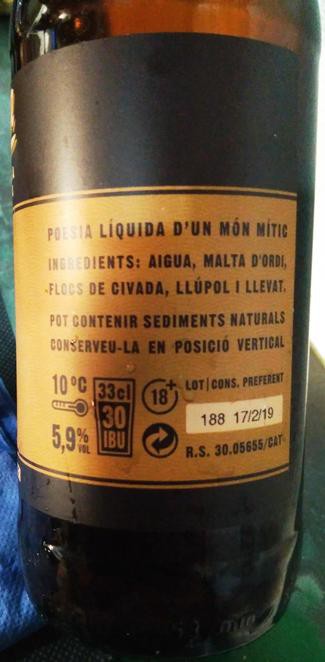 POESIA LÍQUIDA D'UN MÓN MÍTIC
INGREDIENTS: AIGUA, MALTA D'ORDI,
FLOCS DE CIVADA, LLÚPOL I LLEVAT.
POT CONTENIR SEDIMENTS NATURALS
CONSERVEU-LA EN POSICIÓ VERTICAL
10°C 33cl 18+ LOT|CONS. PREFERENT
30 IBU
188 17/2/19
5,9% VOL
R.S. 30.05655/CAT